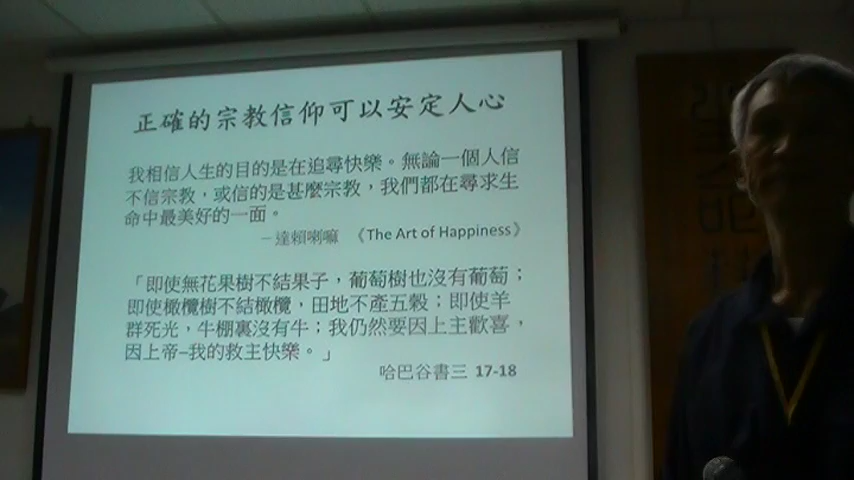 正確的宗教信仰可以安定人心
我相信人生的目的是在追尋快樂。無論一個人信
不信宗教，或信的是甚麼宗教，我們都在尋求生
命中最美好的一面。
－達賴喇嘛 《The Art of Happiness》
「即使無花果樹不結果子，葡萄樹也沒有葡萄；
即使橄欖樹不結橄欖，田地不產五穀；即使羊
群死光，牛棚裏沒有牛；我仍然要因上主歡喜，
因上帝–我的救主快樂。」
哈巴谷書三 17-18